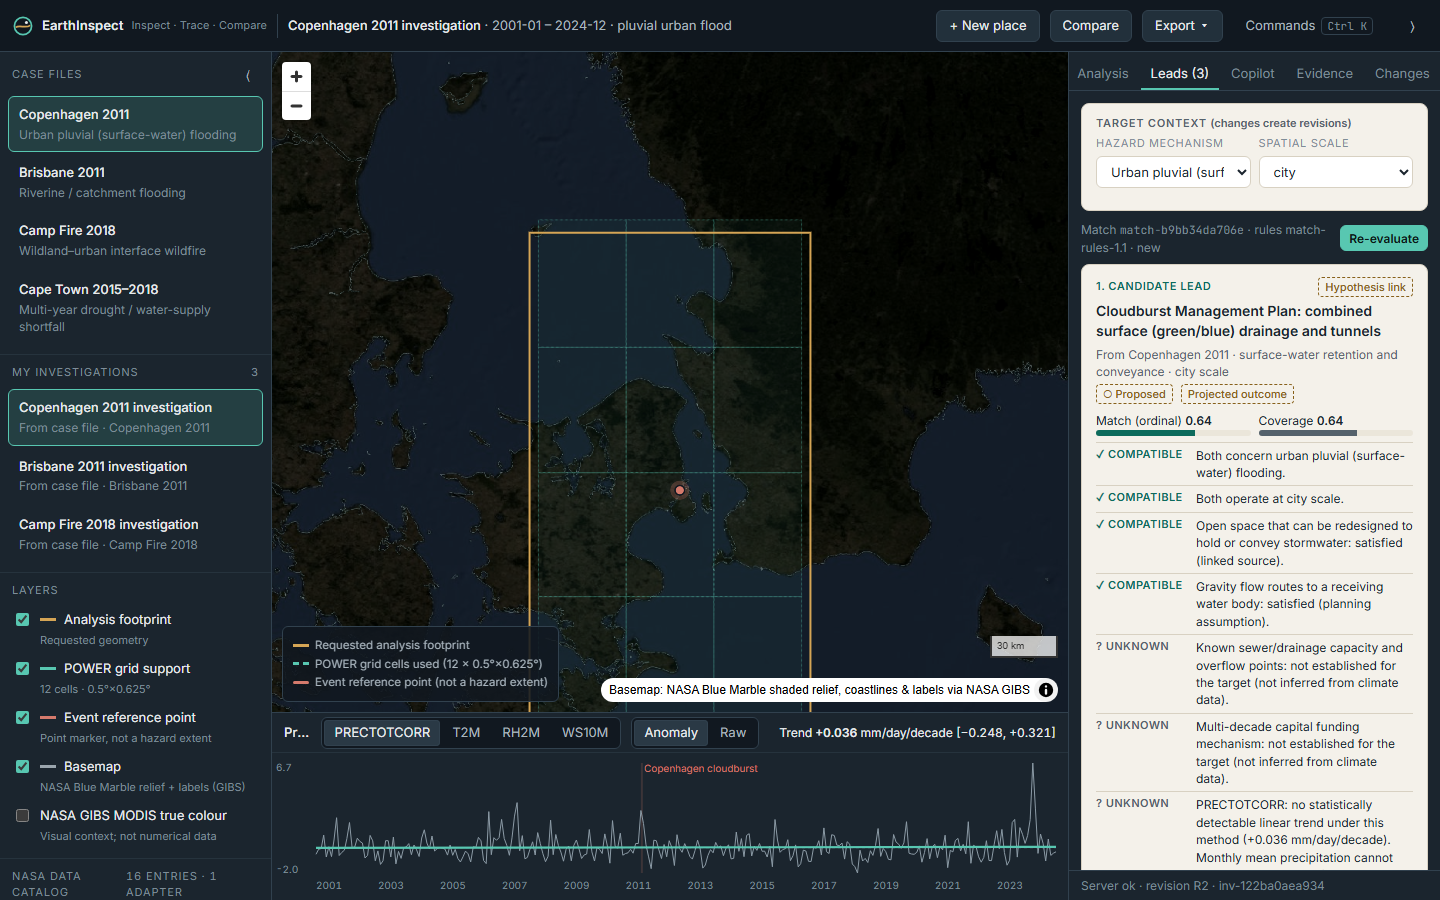 EarthInspect Inspect · Trace · Compare
Copenhagen 2011 investigation · 2001-01 – 2024-12 · pluvial urban flood
+ New place
Compare
Export
Commands Ctrl K
CASE FILES
Copenhagen 2011
Urban pluvial (surface-water) flooding
Brisbane 2011
Riverine / catchment flooding
Camp Fire 2018
Wildland–urban interface wildfire
Cape Town 2015–2018
Multi-year drought / water-supply
shortfall
MY INVESTIGATIONS 3
Copenhagen 2011 investigation
From case file · Copenhagen 2011
Brisbane 2011 investigation
From case file · Brisbane 2011
Camp Fire 2018 investigation
From case file · Camp Fire 2018
LAYERS
Analysis footprint
Requested geometry
POWER grid support
12 cells · 0.5°×0.625°
Event reference point
Point marker, not a hazard extent
Basemap
NASA Blue Marble relief + labels (GIBS)
NASA GIBS MODIS true colour
Visual context; not numerical data
NASA DATA
CATALOG
16 ENTRIES · 1
ADAPTER
+
−
Requested analysis footprint
POWER grid cells used (12 × 0.5°×0.625°)
Event reference point (not a hazard extent)
30 km
Basemap: NASA Blue Marble shaded relief, coastlines & labels via NASA GIBS
Pr... PRECTOTCORR T2M RH2M WS10M Anomaly Raw Trend +0.036 mm/day/decade [−0.248, +0.321]
6.7
Copenhagen cloudburst
-2.0
2001 2003 2005 2007 2009 2011 2013 2015 2017 2019 2021 2023
Analysis Leads (3) Copilot Evidence Changes
TARGET CONTEXT (changes create revisions)
HAZARD MECHANISM SPATIAL SCALE
Urban pluvial (surf city
Match match-b9bb34da706e · rules match-
rules-1.1 · new
Re-evaluate
1. CANDIDATE LEAD
Hypothesis link
Cloudburst Management Plan: combined
surface (green/blue) drainage and tunnels
From Copenhagen 2011 · surface-water retention and
conveyance · city scale
Proposed Projected outcome
Match (ordinal) 0.64 Coverage 0.64
✓ COMPATIBLE Both concern urban pluvial (surface-
water) flooding.
✓ COMPATIBLE Both operate at city scale.
✓ COMPATIBLE Open space that can be redesigned to
hold or convey stormwater: satisfied
(linked source).
✓ COMPATIBLE Gravity flow routes to a receiving
water body: satisfied (planning
assumption).
? UNKNOWN Known sewer/drainage capacity and
overflow points: not established for
the target (not inferred from climate
data).
? UNKNOWN Multi-decade capital funding
mechanism: not established for the
target (not inferred from climate
data).
? UNKNOWN PRECTOTCORR: no statistically
detectable linear trend under this
method (+0.036 mm/day/decade).
Monthly mean precipitation cannot
Server ok · revision R2 · inv-122ba0aea934